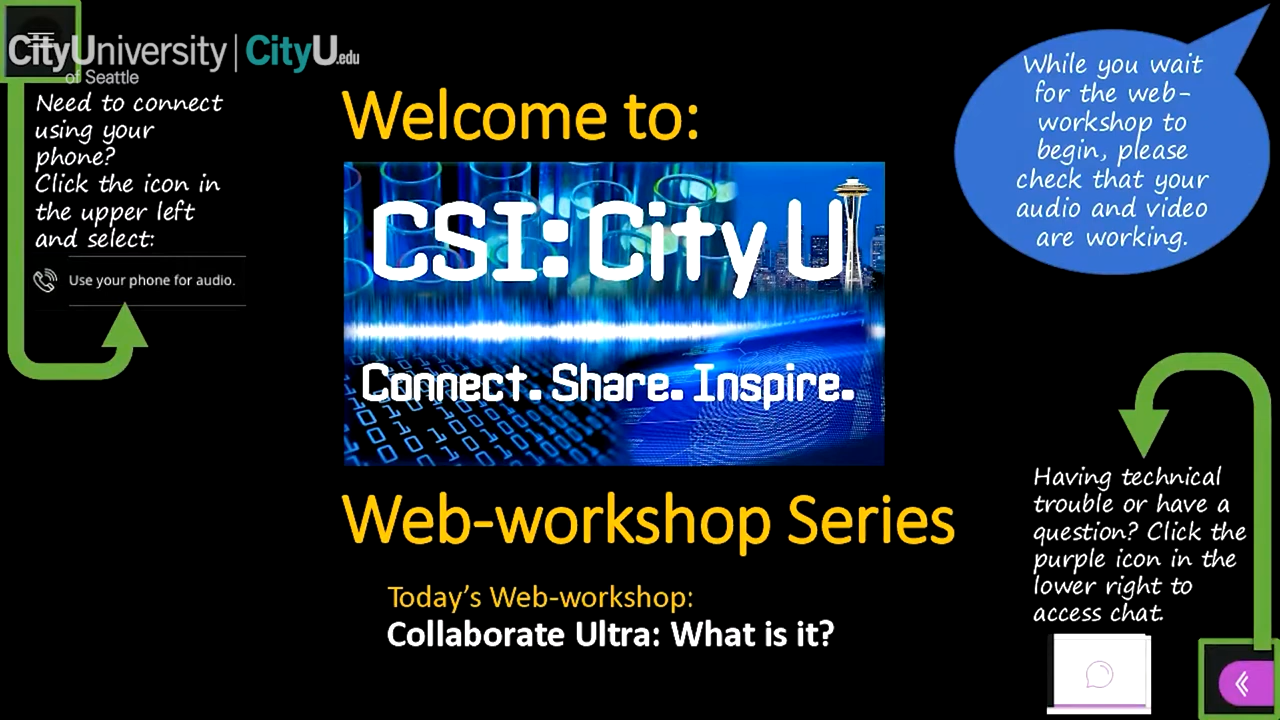 CityUniversity | CityU.edu
of Seattle
Need to connect
using your
phone?
Click the icon in
the upper left
and select:
Use your phone for audio.
Welcome to:
CSI: City U
Connect. Share. Inspire.
Web-workshop Series
Today's Web-workshop:
Collaborate Ultra: What is it?
While you wait
for the web-
workshop to
begin, please
check that your
audio and video
are working.
Having technical
trouble or have a
question? Click the
purple icon in the
lower right to
access chat.